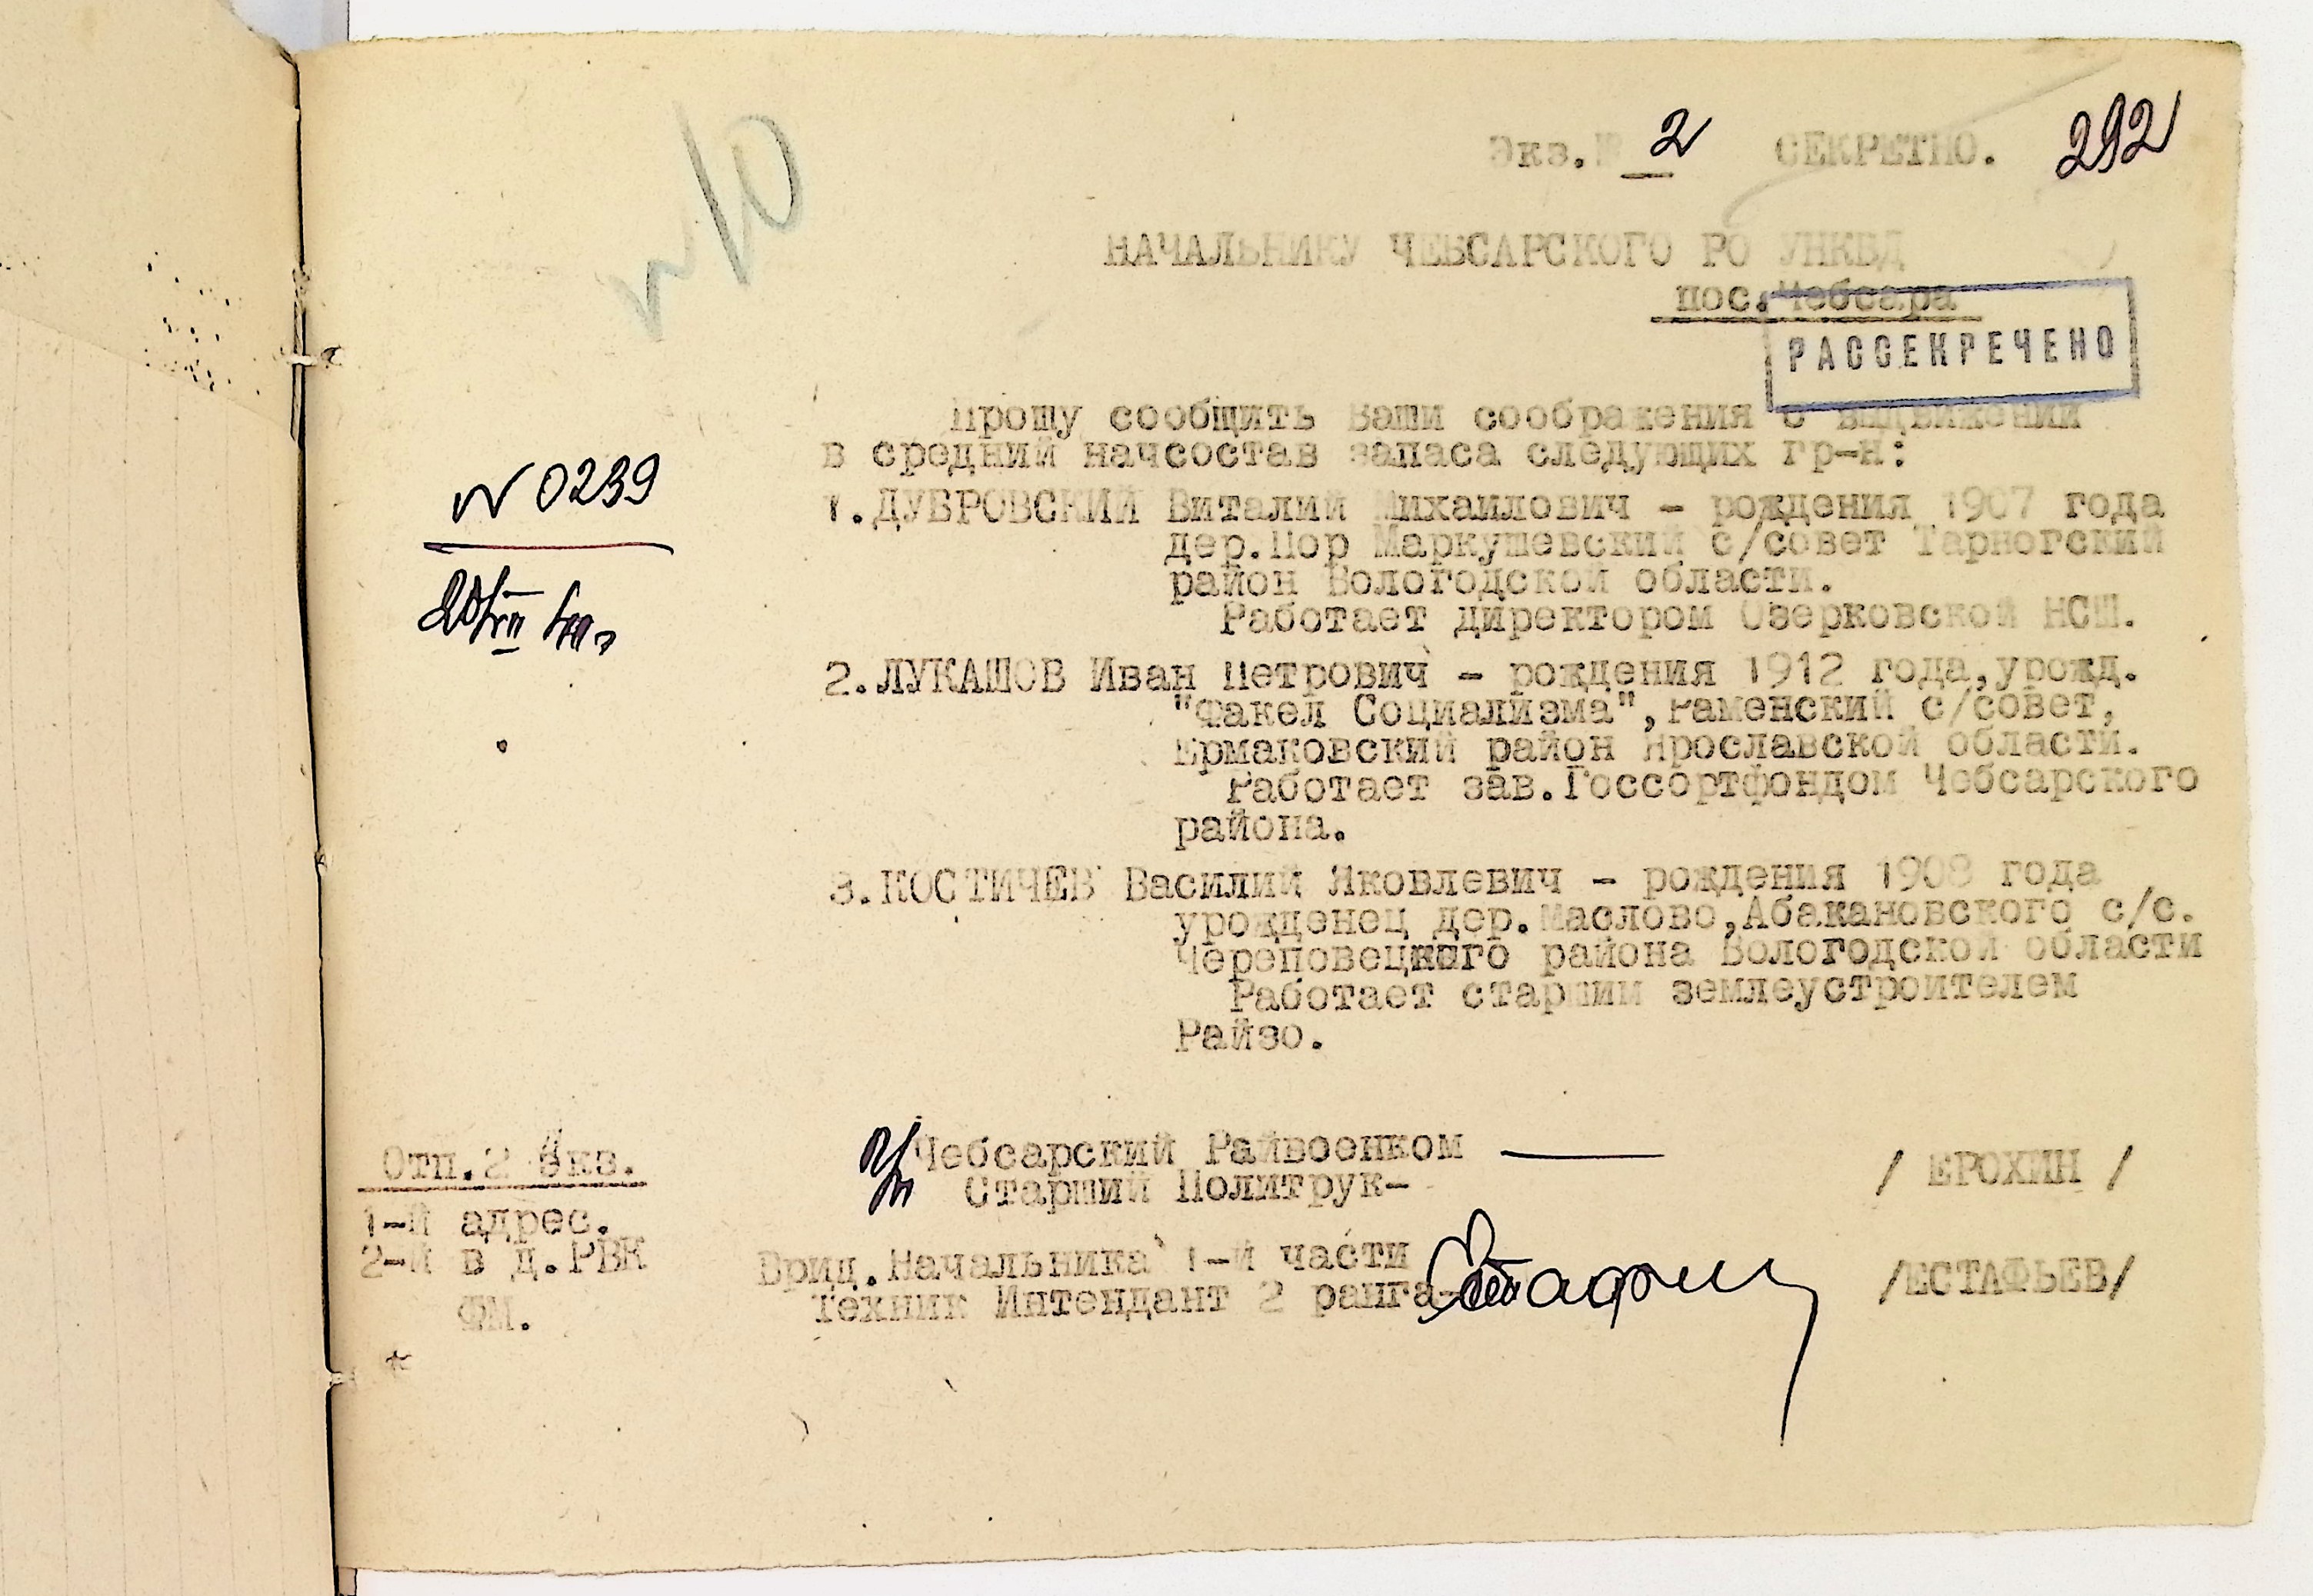 Экз.№ 2 СЕКРЕТНО. 292
№10
НАЧАЛЬНИКУ ЧЕБСАРСКОГО РО УНКВД
пос.Чебсара
РАССЕКРЕЧЕНО
Прошу сообщить Ваши соображения о выдвижении
в средний начсостав запаса следующих гр-н:
№ 0239
1.ДУБРОВСКИЙ Виталий Михаилович - рождения 1907 года
дер.Пор Маркушевский с/совет Тарногский
район Вологодской области.
Работает директором Озерковской НСШ.
2.ЛУКАШОВ Иван Петрович - рождения 1912 года,урожд.
"Факел Социализма",Раменский с/совет,
Ермаковский район Ярославской области.
Работает зав.Госсортфондом Чебсарского
района.
3.КОСТИЧЕВ Василий Яковлевич - рождения 1908 года
урожденец дер.Маслово,Абакановского с/с.
Череповецкого района Вологодской области
Работает старшим землеустроителем
Райзо.
Отп.2 экз.
1-й адрес.
2-й в д.РВК
ФМ.
Чебсарский Райвоенком
Старший Политрук- / ЕРОХИН /
Врид.Начальника 1-й части
Техник Интендант 2 ранга- /ЕСТАФЬЕВ/